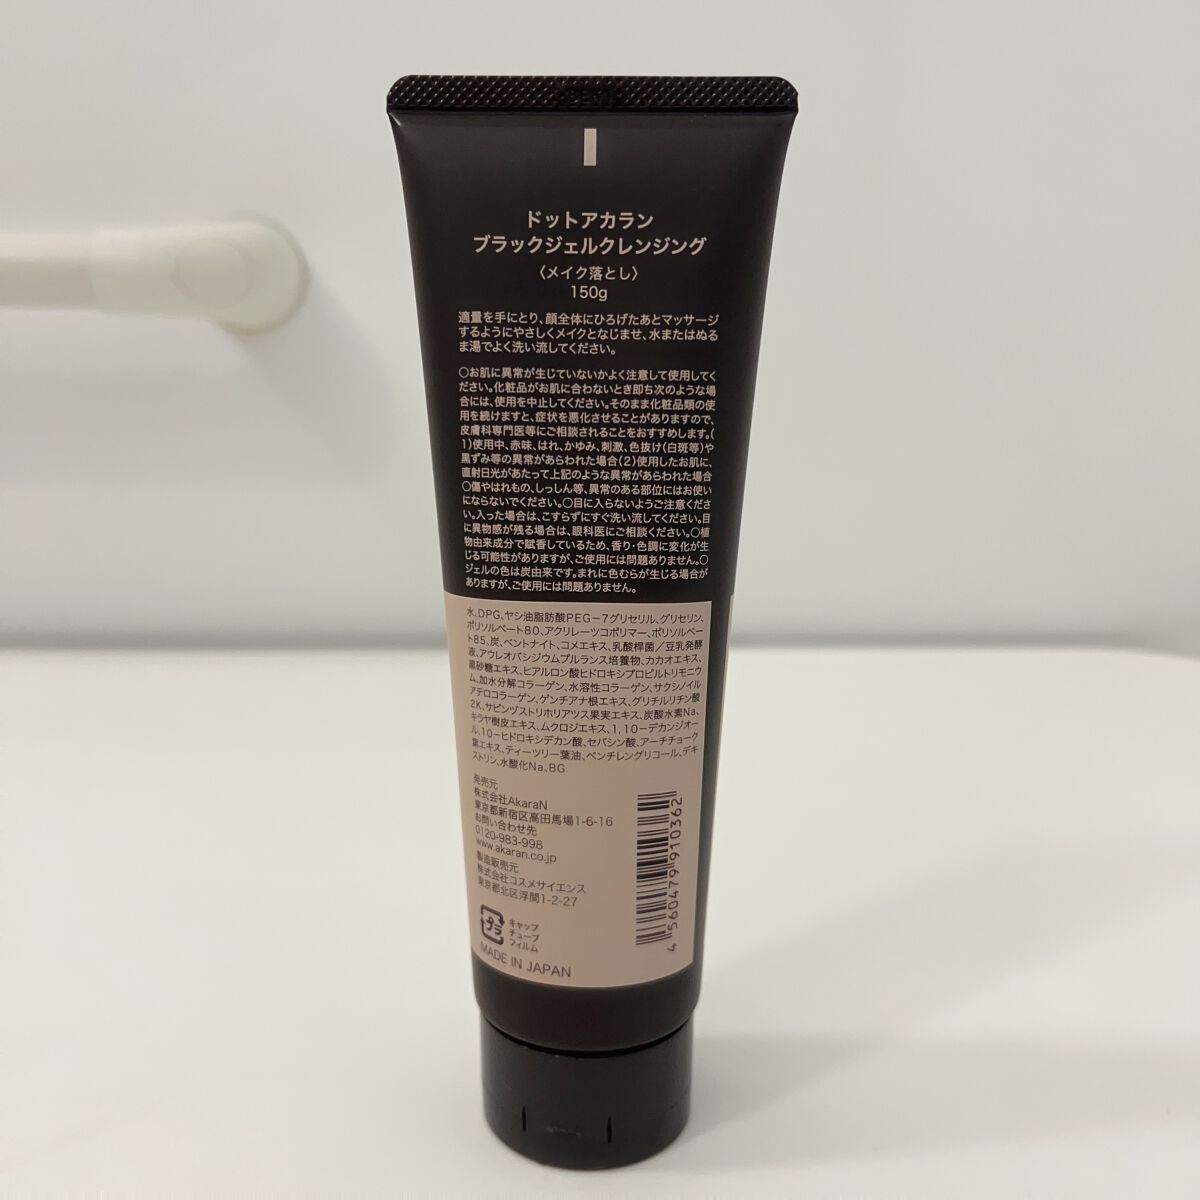 ドットアカラン
ブラックジェルクレンジング
〈メイク落とし〉
150g
適量を手にとり、顔全体にひろげたあとマッサージ
するようにやさしくメイクとなじませ、水またはぬる
ま湯でよく洗い流してください。
○お肌に異常が生じていないかよく注意して使用してく
ださい。化粧品がお肌に合わないとき即ち次のような場
合には、使用を中止してください。そのまま化粧品類の使
用を続けますと、症状を悪化させることがありますので、
皮膚科専門医等にご相談されることをおすすめします。(
1)使用中、赤味、はれ、かゆみ、刺激、色抜け(白斑等)や
黒ずみ等の異常があらわれた場合(2)使用したお肌に、
直射日光があたって上記のような異常があらわれた場合
○傷やはれもの、しっしん等、異常のある部位にはお使い
にならないでください。○目に入らないようご注意くださ
い。入った場合は、こすらずにすぐ洗い流してください。目
に異物感が残る場合は、眼科医にご相談ください。○植
物由来成分で賦香しているため、香り・色調に変化が生
じる可能性がありますが、ご使用には問題ありません。○
ジェルの色は炭由来です。まれに色むらが生じる場合が
ありますが、ご使用には問題ありません。
水、DPG、ヤシ油脂肪酸PEG－7グリセリル、グリセリン、
ポリソルベート80、アクリレーツコポリマー、ポリソルベー
ト85、炭、ベントナイト、コメエキス、乳酸桿菌／豆乳発酵
液、アウレオバシジウムプルランス培養物、カカオエキス、
黒砂糖エキス、ヒアルロン酸ヒドロキシプロピルトリモニウ
ム、加水分解コラーゲン、水溶性コラーゲン、サクシノイル
アテロコラーゲン、ゲンチアナ根エキス、グリチルリチン酸
2K、サピンヅストリホリアツス果実エキス、炭酸水素Na、
キラヤ樹皮エキス、ムクロジエキス、1,10－デカンジオー
ル、10－ヒドロキシデカン酸、セバシン酸、アーチチョーク
葉エキス、ティーツリー葉油、ペンチレングリコール、デキ
ストリン、水酸化Na、BG
発売元
株式会社AkaraN
東京都新宿区高田馬場1-6-16
お問い合わせ先
0120-983-998
www.akaran.co.jp
製造販売元
株式会社コスメサイエンス
東京都北区浮間1-2-27
プラ
キャップ
チューブ
フィルム
MADE IN JAPAN
4 560479 910362